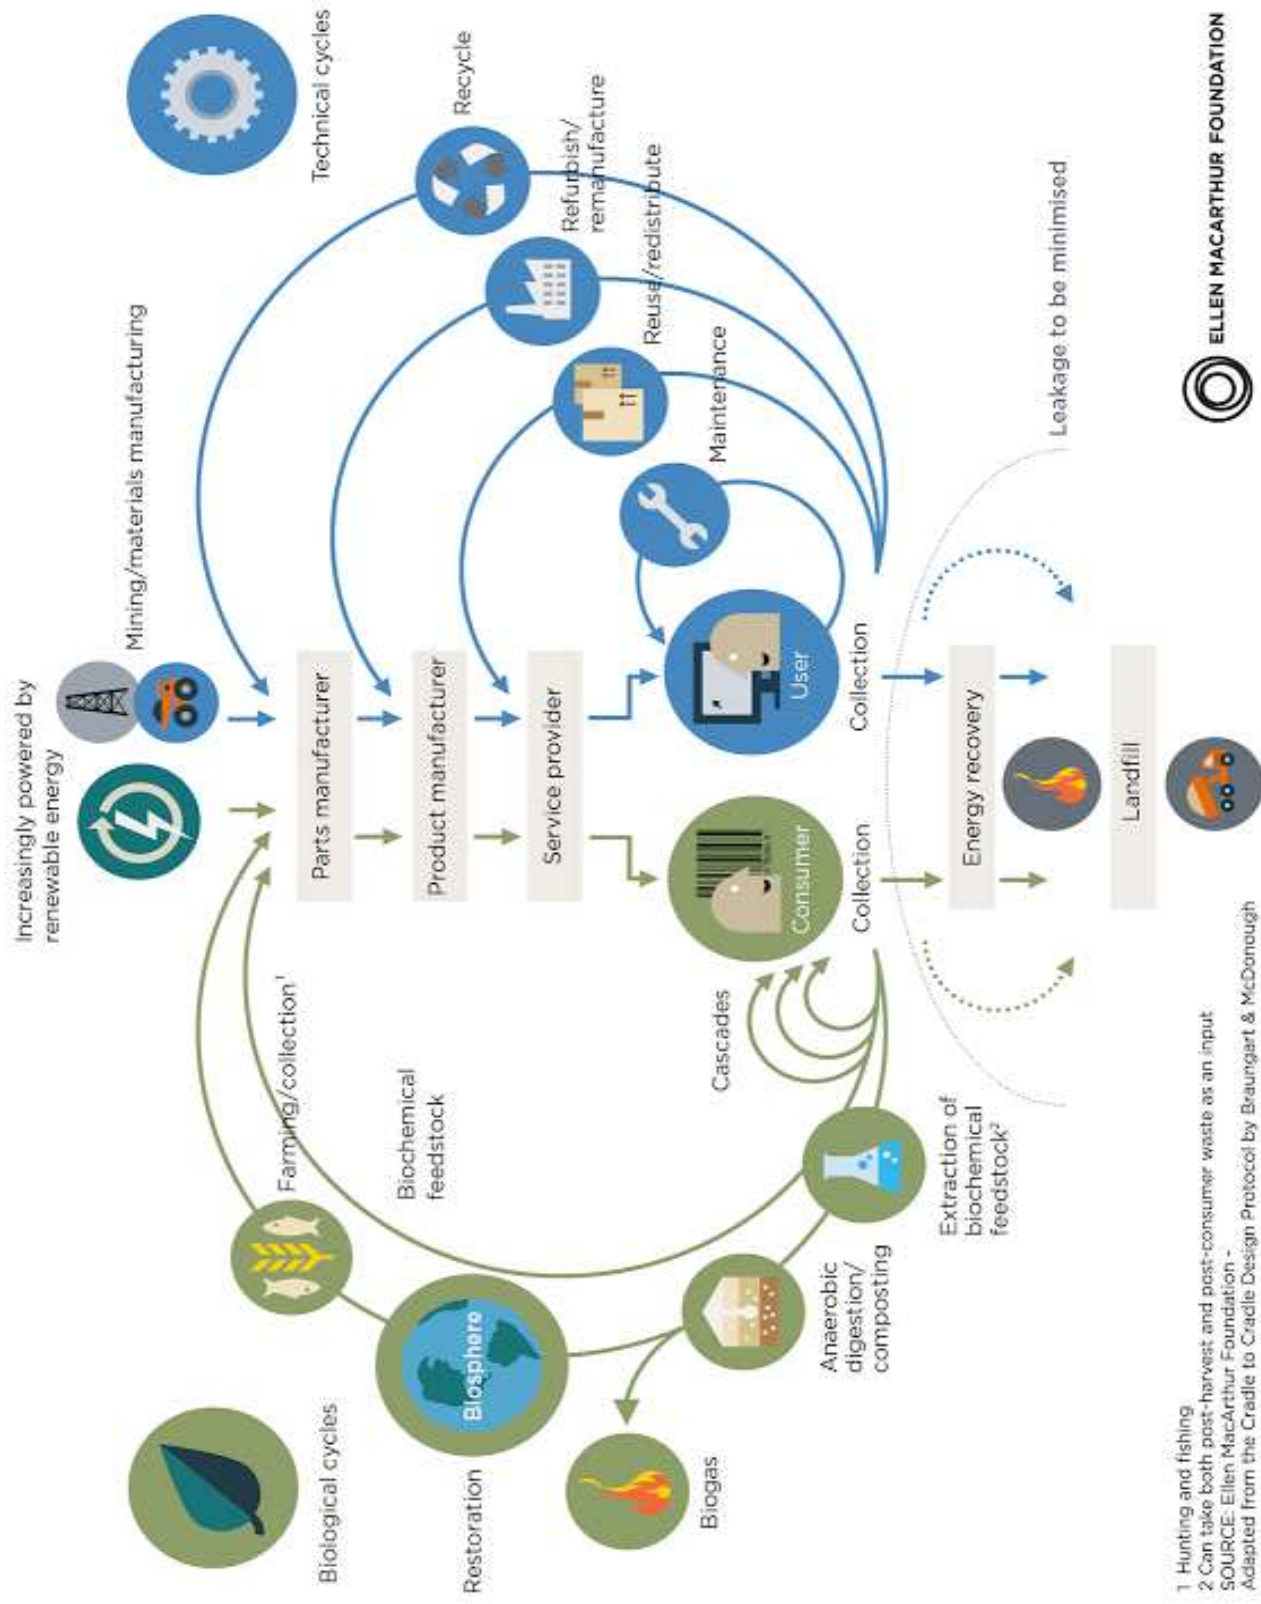 Increasingly powered by
renewable energy
Mining/materials manufacturing
Biological cycles
Technical cycles
Farming/collection¹
Parts manufacturer
Recycle
Restoration
Biosphere
Biochemical
feedstock
Product manufacturer
Refurbish/
remanufacture
Service provider
Reuse/redistribute
Biogas
Cascades
Maintenance
Consumer
User
Anaerobic
digestion/
composting
Collection
Collection
Extraction of
biochemical
feedstock²
Energy recovery
Leakage to be minimised
Landfill
1 Hunting and fishing
2 Can take both post-harvest and post-consumer waste as an input
SOURCE: Ellen MacArthur Foundation -
Adapted from the Cradle to Cradle Design Protocol by Braungart & McDonough
ELLEN MACARTHUR FOUNDATION